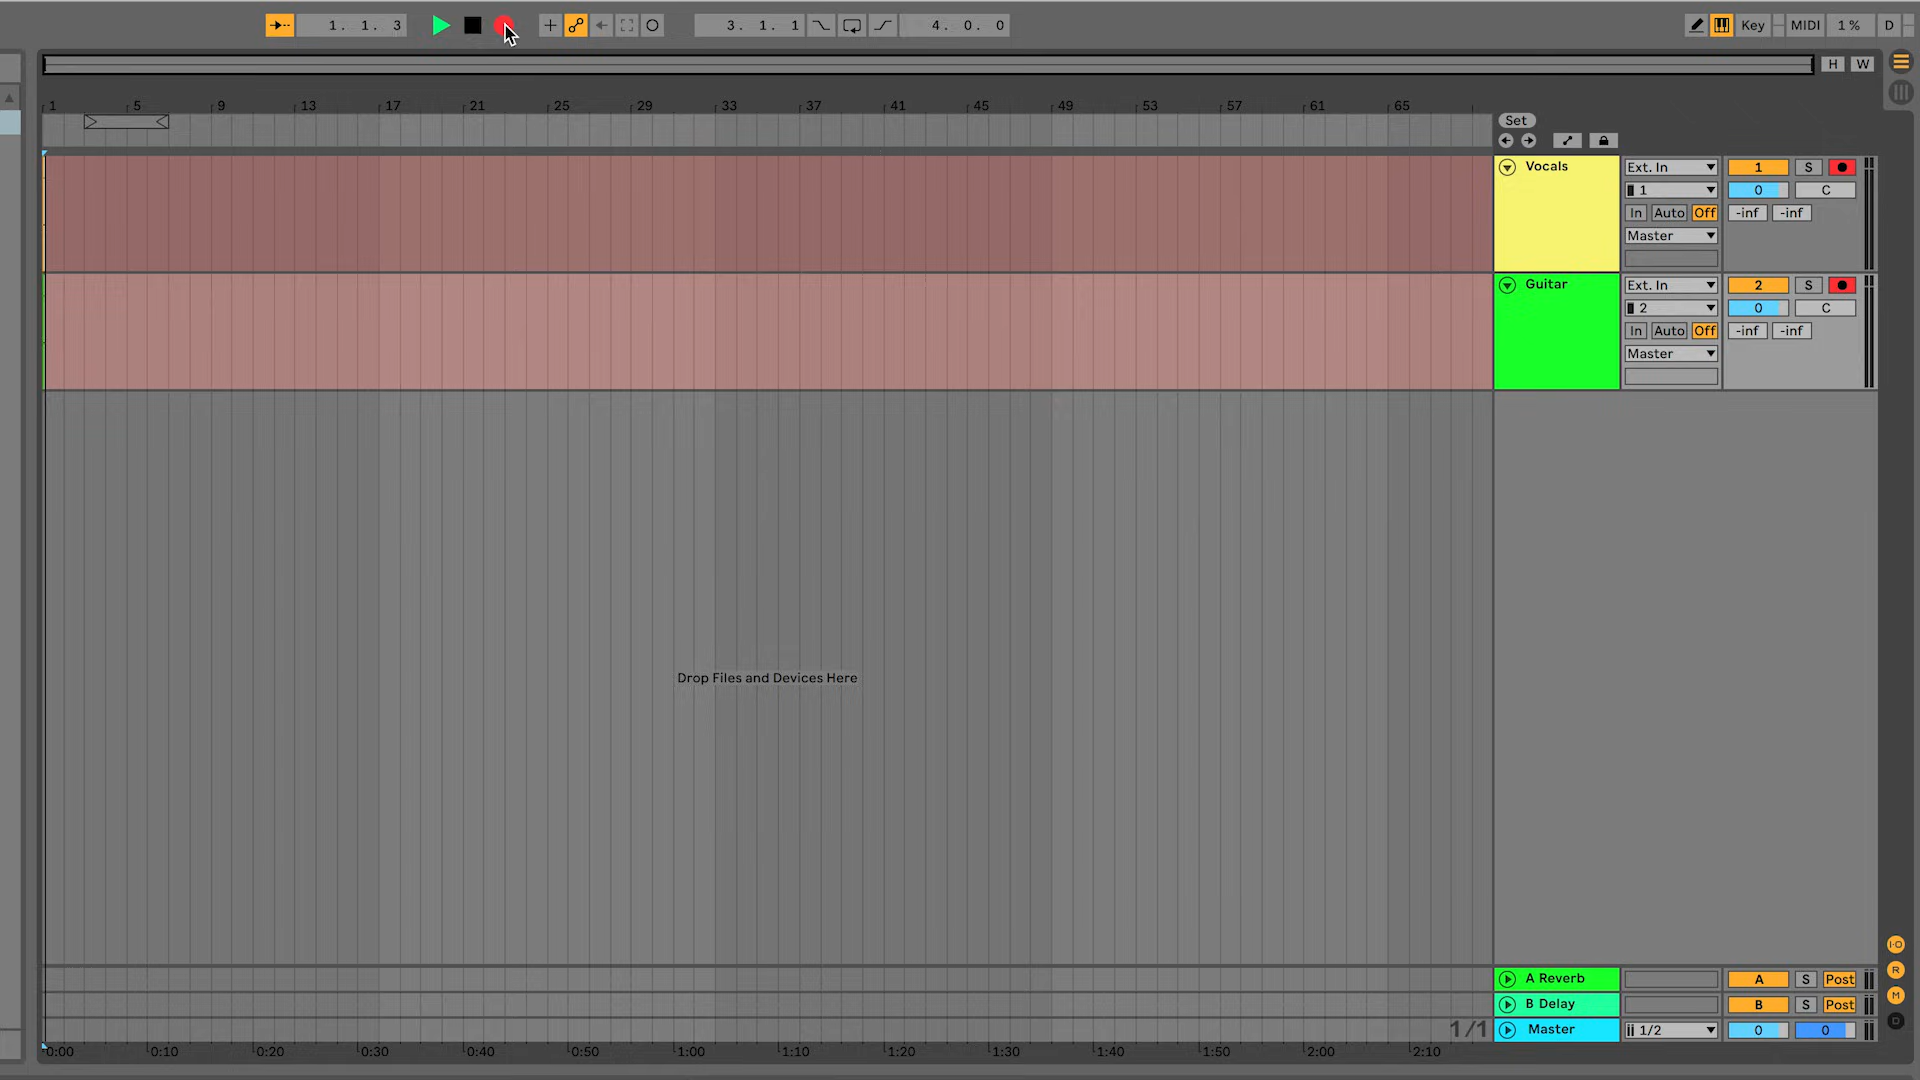 1. 1. 3 3. 1. 1 4. 0. 0 Key MIDI 1 % D
H W
1 5 9 13 17 21 25 29 33 37 41 45 49 53 57 61 65
Set
Vocals Ext. In 1 S
1 0 C
In Auto Off -inf -inf
Master
Guitar Ext. In 2 S
2 0 C
In Auto Off -inf -inf
Master
Drop Files and Devices Here
I·O
R
M
D
A Reverb A S Post
B Delay B S Post
1/1 Master 1/2 0 0
0:00 0:10 0:20 0:30 0:40 0:50 1:00 1:10 1:20 1:30 1:40 1:50 2:00 2:10